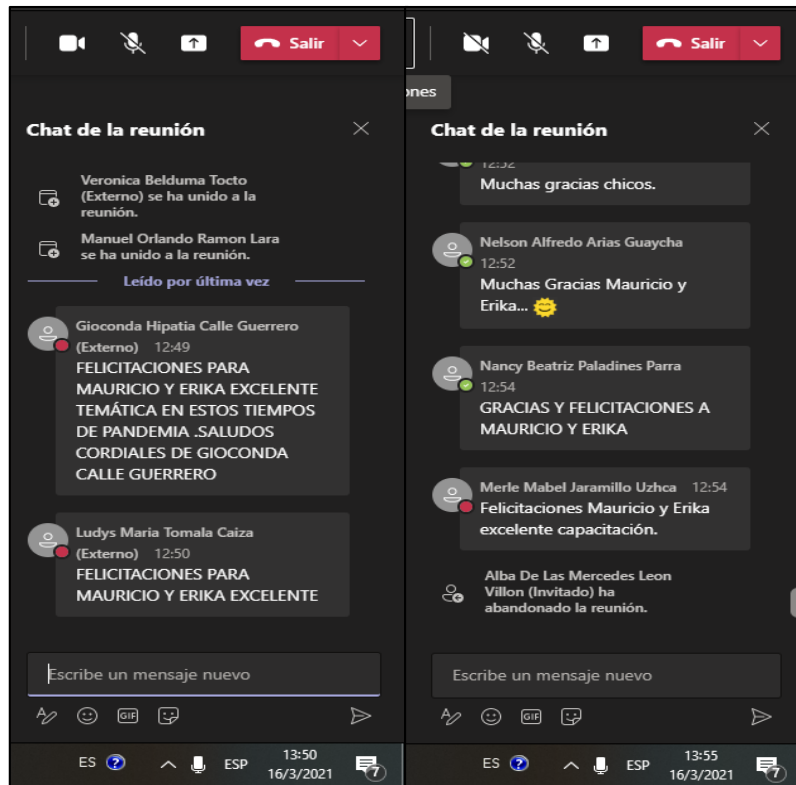 Salir
Chat de la reunión
Veronica Belduma Tocto
(Externo) se ha unido a la
reunión.
Manuel Orlando Ramon Lara
se ha unido a la reunión.
Leído por última vez
Gioconda Hipatia Calle Guerrero
(Externo) 12:49
FELICITACIONES PARA
MAURICIO Y ERIKA EXCELENTE
TEMÁTICA EN ESTOS TIEMPOS
DE PANDEMIA .SALUDOS
CORDIALES DE GIOCONDA
CALLE GUERRERO
Ludys Maria Tomala Caiza
(Externo) 12:50
FELICITACIONES PARA
MAURICIO Y ERIKA EXCELENTE
Escribe un mensaje nuevo
GIF
ES ? ESP 13:50
16/3/2021
7
Salir
ones
Chat de la reunión
12:52
Muchas gracias chicos.
Nelson Alfredo Arias Guaycha
12:52
Muchas Gracias Mauricio y
Erika... 🌞
Nancy Beatriz Paladines Parra
12:54
GRACIAS Y FELICITACIONES A
MAURICIO Y ERIKA
Merle Mabel Jaramillo Uzhca 12:54
Felicitaciones Mauricio y Erika
excelente capacitación.
Alba De Las Mercedes Leon
Villon (Invitado) ha
abandonado la reunión.
Escribe un mensaje nuevo
GIF
ES ? ESP 13:55
16/3/2021
7